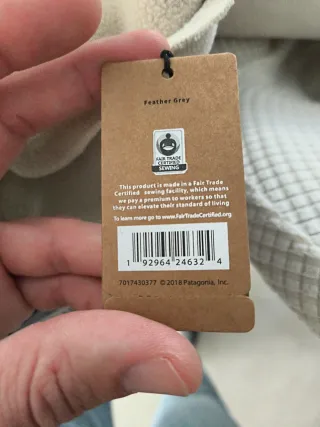 Feather Grey
FAIR TRADE
CERTIFIED
SEWING
This product is made in a Fair Trade
Certified sewing facility, which means
we pay a premium to workers so that
they can elevate their standard of living
To learn more go to www.FairTradeCertified.org
1 92964 24632 4
7017430377 © 2018 Patagonia, Inc.